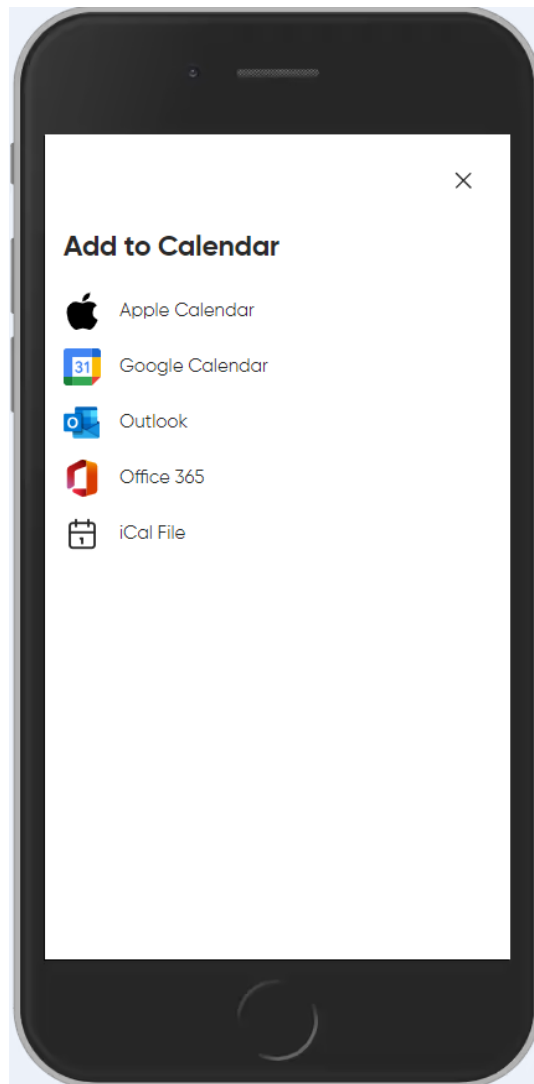 Add to Calendar
Apple Calendar
31
Google Calendar
O
Outlook
Office 365
1
iCal File